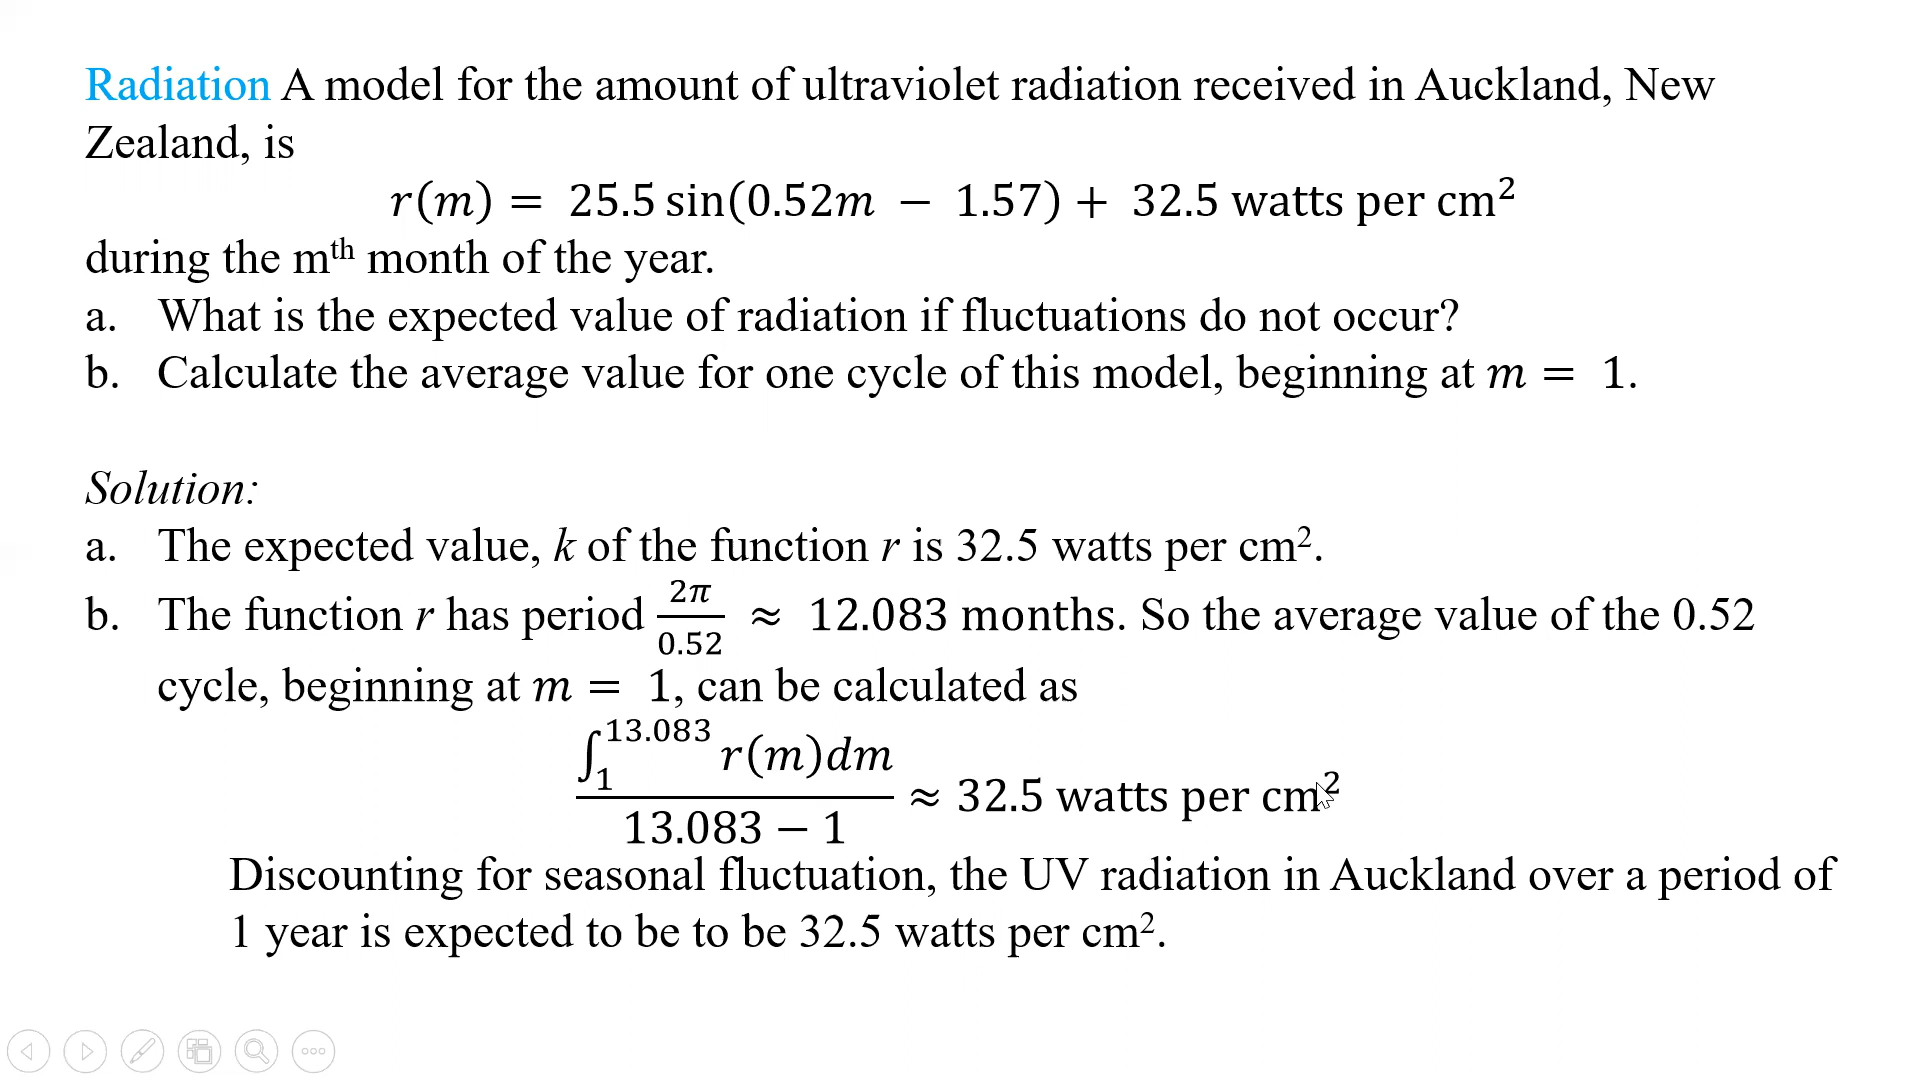 Radiation A model for the amount of ultraviolet radiation received in Auckland, New
Zealand, is
r(m) = 25.5 sin(0.52m − 1.57) + 32.5 watts per cm²
during the mᵗʰ month of the year.
a. What is the expected value of radiation if fluctuations do not occur?
b. Calculate the average value for one cycle of this model, beginning at m = 1.
Solution:
a. The expected value, k of the function r is 32.5 watts per cm².
b. The function r has period 2π/0.52 ≈ 12.083 months. So the average value of the 0.52
cycle, beginning at m = 1, can be calculated as
∫₁^13.083 r(m)dm
13.083 − 1
≈ 32.5 watts per cm²
Discounting for seasonal fluctuation, the UV radiation in Auckland over a period of
1 year is expected to be to be 32.5 watts per cm².